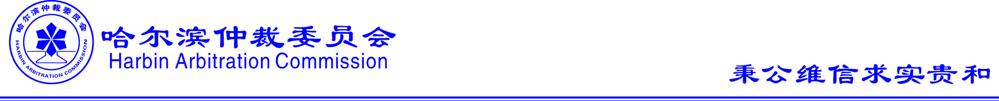 哈尔滨仲裁委员会
HARBIN ARBITRATION COMMISSION
哈尔滨仲裁委员会
Harbin Arbitration Commission
秉公维信求实贵和